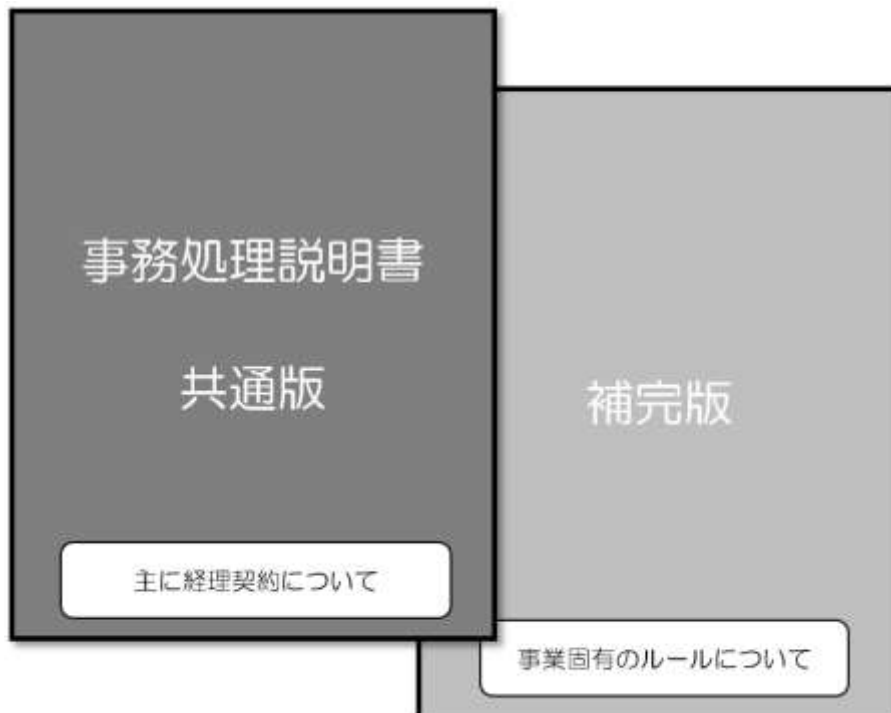 事務処理説明書
共通版
主に経理契約について
補完版
事業固有のルールについて